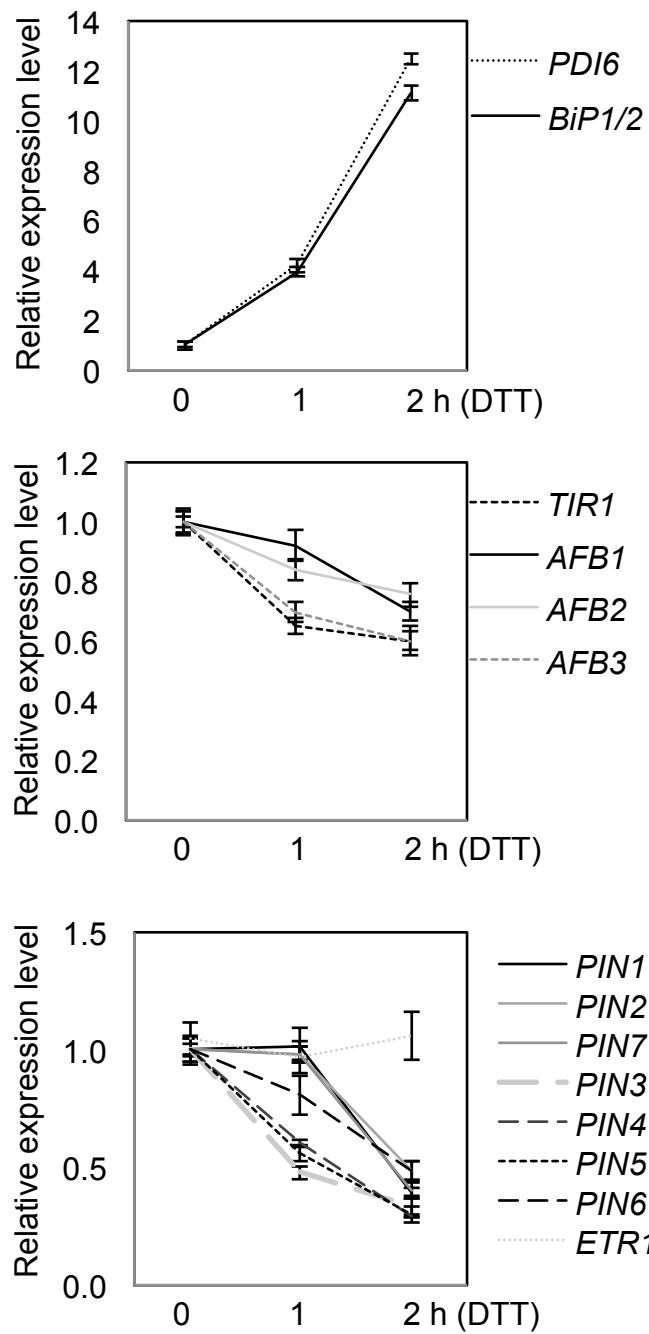 Relative expression level
14
12
10
8
6
4
2
0
0 1 2 h (DTT)
PDI6
BiP1/2
Relative expression level
1.2
1.0
0.8
0.6
0.4
0.2
0.0
0 1 2 h (DTT)
TIR1
AFB1
AFB2
AFB3
Relative expression level
1.5
1.0
0.5
0.0
0 1 2 h (DTT)
PIN1
PIN2
PIN7
PIN3
PIN4
PIN5
PIN6
ETR1